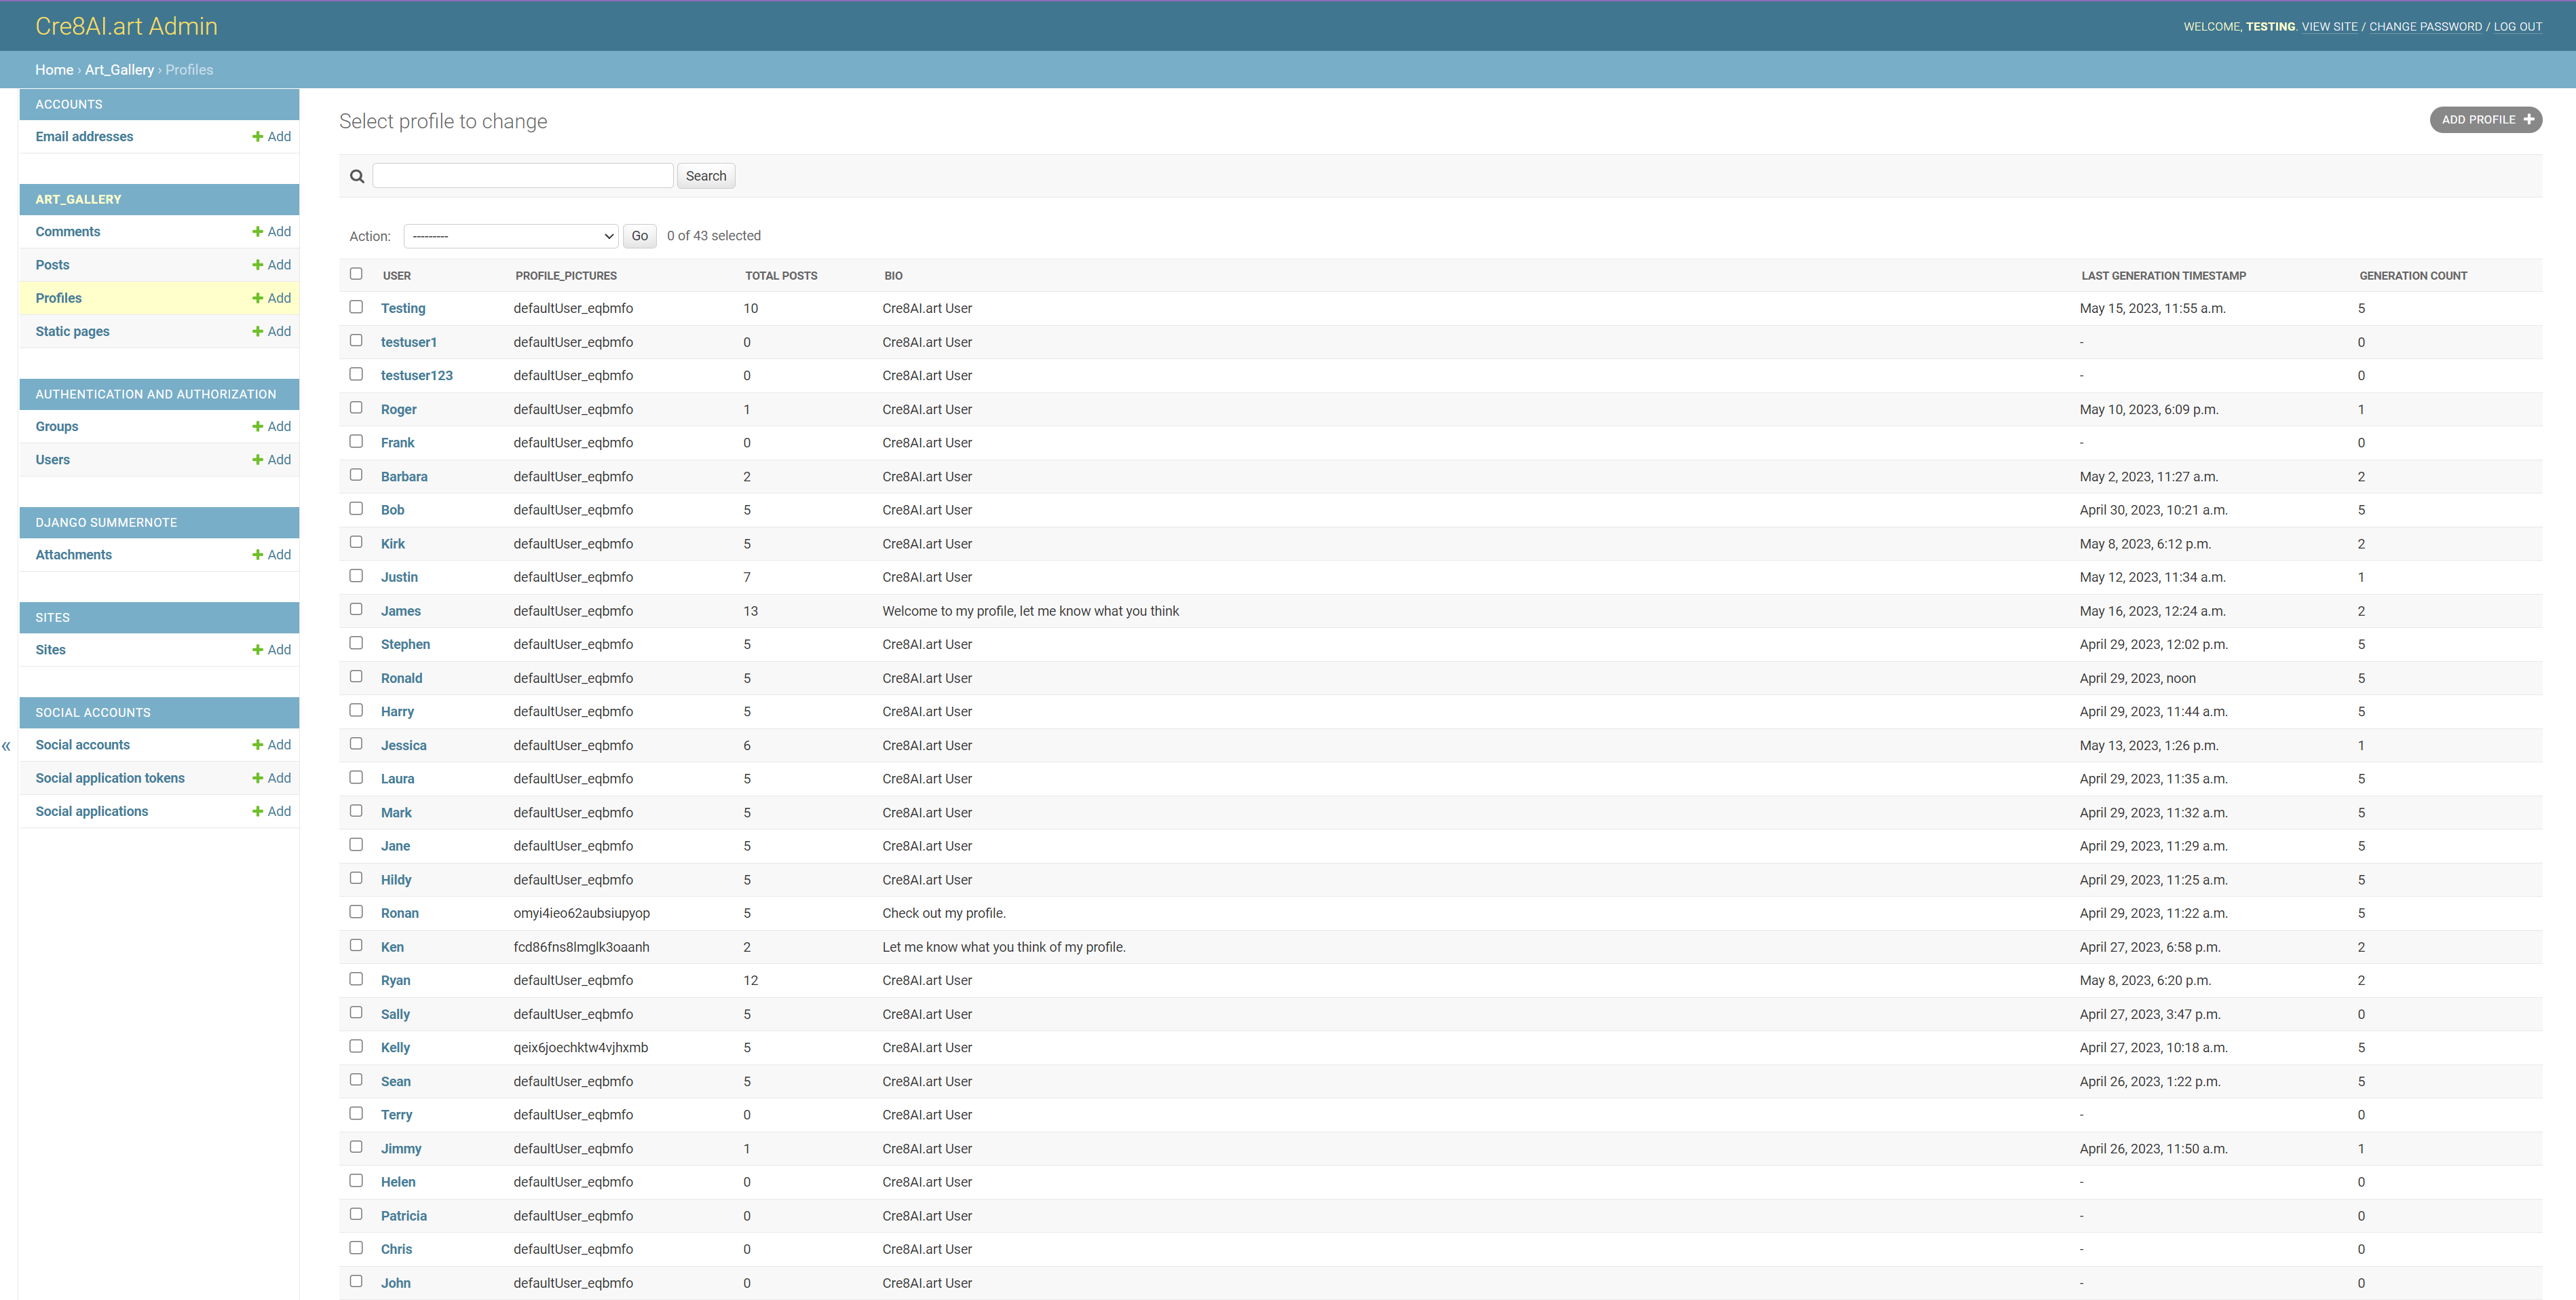 Cre8AI.art Admin
WELCOME, TESTING. VIEW SITE / CHANGE PASSWORD / LOG OUT
Home › Art_Gallery › Profiles
ACCOUNTS
Email addresses + Add
ART_GALLERY
Comments + Add
Posts + Add
Profiles + Add
Static pages + Add
AUTHENTICATION AND AUTHORIZATION
Groups + Add
Users + Add
DJANGO SUMMERNOTE
Attachments + Add
SITES
Sites + Add
SOCIAL ACCOUNTS
Social accounts + Add
Social application tokens + Add
Social applications + Add
«
Select profile to change
ADD PROFILE +
Search
Action: --------- Go 0 of 43 selected
USER PROFILE_PICTURES TOTAL POSTS BIO LAST GENERATION TIMESTAMP GENERATION COUNT
Testing defaultUser_eqbmfo 10 Cre8AI.art User May 15, 2023, 11:55 a.m. 5
testuser1 defaultUser_eqbmfo 0 Cre8AI.art User - 0
testuser123 defaultUser_eqbmfo 0 Cre8AI.art User - 0
Roger defaultUser_eqbmfo 1 Cre8AI.art User May 10, 2023, 6:09 p.m. 1
Frank defaultUser_eqbmfo 0 Cre8AI.art User - 0
Barbara defaultUser_eqbmfo 2 Cre8AI.art User May 2, 2023, 11:27 a.m. 2
Bob defaultUser_eqbmfo 5 Cre8AI.art User April 30, 2023, 10:21 a.m. 5
Kirk defaultUser_eqbmfo 5 Cre8AI.art User May 8, 2023, 6:12 p.m. 2
Justin defaultUser_eqbmfo 7 Cre8AI.art User May 12, 2023, 11:34 a.m. 1
James defaultUser_eqbmfo 13 Welcome to my profile, let me know what you think May 16, 2023, 12:24 a.m. 2
Stephen defaultUser_eqbmfo 5 Cre8AI.art User April 29, 2023, 12:02 p.m. 5
Ronald defaultUser_eqbmfo 5 Cre8AI.art User April 29, 2023, noon 5
Harry defaultUser_eqbmfo 5 Cre8AI.art User April 29, 2023, 11:44 a.m. 5
Jessica defaultUser_eqbmfo 6 Cre8AI.art User May 13, 2023, 1:26 p.m. 1
Laura defaultUser_eqbmfo 5 Cre8AI.art User April 29, 2023, 11:35 a.m. 5
Mark defaultUser_eqbmfo 5 Cre8AI.art User April 29, 2023, 11:32 a.m. 5
Jane defaultUser_eqbmfo 5 Cre8AI.art User April 29, 2023, 11:29 a.m. 5
Hildy defaultUser_eqbmfo 5 Cre8AI.art User April 29, 2023, 11:25 a.m. 5
Ronan omyi4ieo62aubsiupyop 5 Check out my profile. April 29, 2023, 11:22 a.m. 5
Ken fcd86fns8lmglk3oaanh 2 Let me know what you think of my profile. April 27, 2023, 6:58 p.m. 2
Ryan defaultUser_eqbmfo 12 Cre8AI.art User May 8, 2023, 6:20 p.m. 2
Sally defaultUser_eqbmfo 5 Cre8AI.art User April 27, 2023, 3:47 p.m. 0
Kelly qeix6joechktw4vjhxmb 5 Cre8AI.art User April 27, 2023, 10:18 a.m. 5
Sean defaultUser_eqbmfo 5 Cre8AI.art User April 26, 2023, 1:22 p.m. 5
Terry defaultUser_eqbmfo 0 Cre8AI.art User - 0
Jimmy defaultUser_eqbmfo 1 Cre8AI.art User April 26, 2023, 11:50 a.m. 1
Helen defaultUser_eqbmfo 0 Cre8AI.art User - 0
Patricia defaultUser_eqbmfo 0 Cre8AI.art User - 0
Chris defaultUser_eqbmfo 0 Cre8AI.art User - 0
John defaultUser_eqbmfo 0 Cre8AI.art User - 0